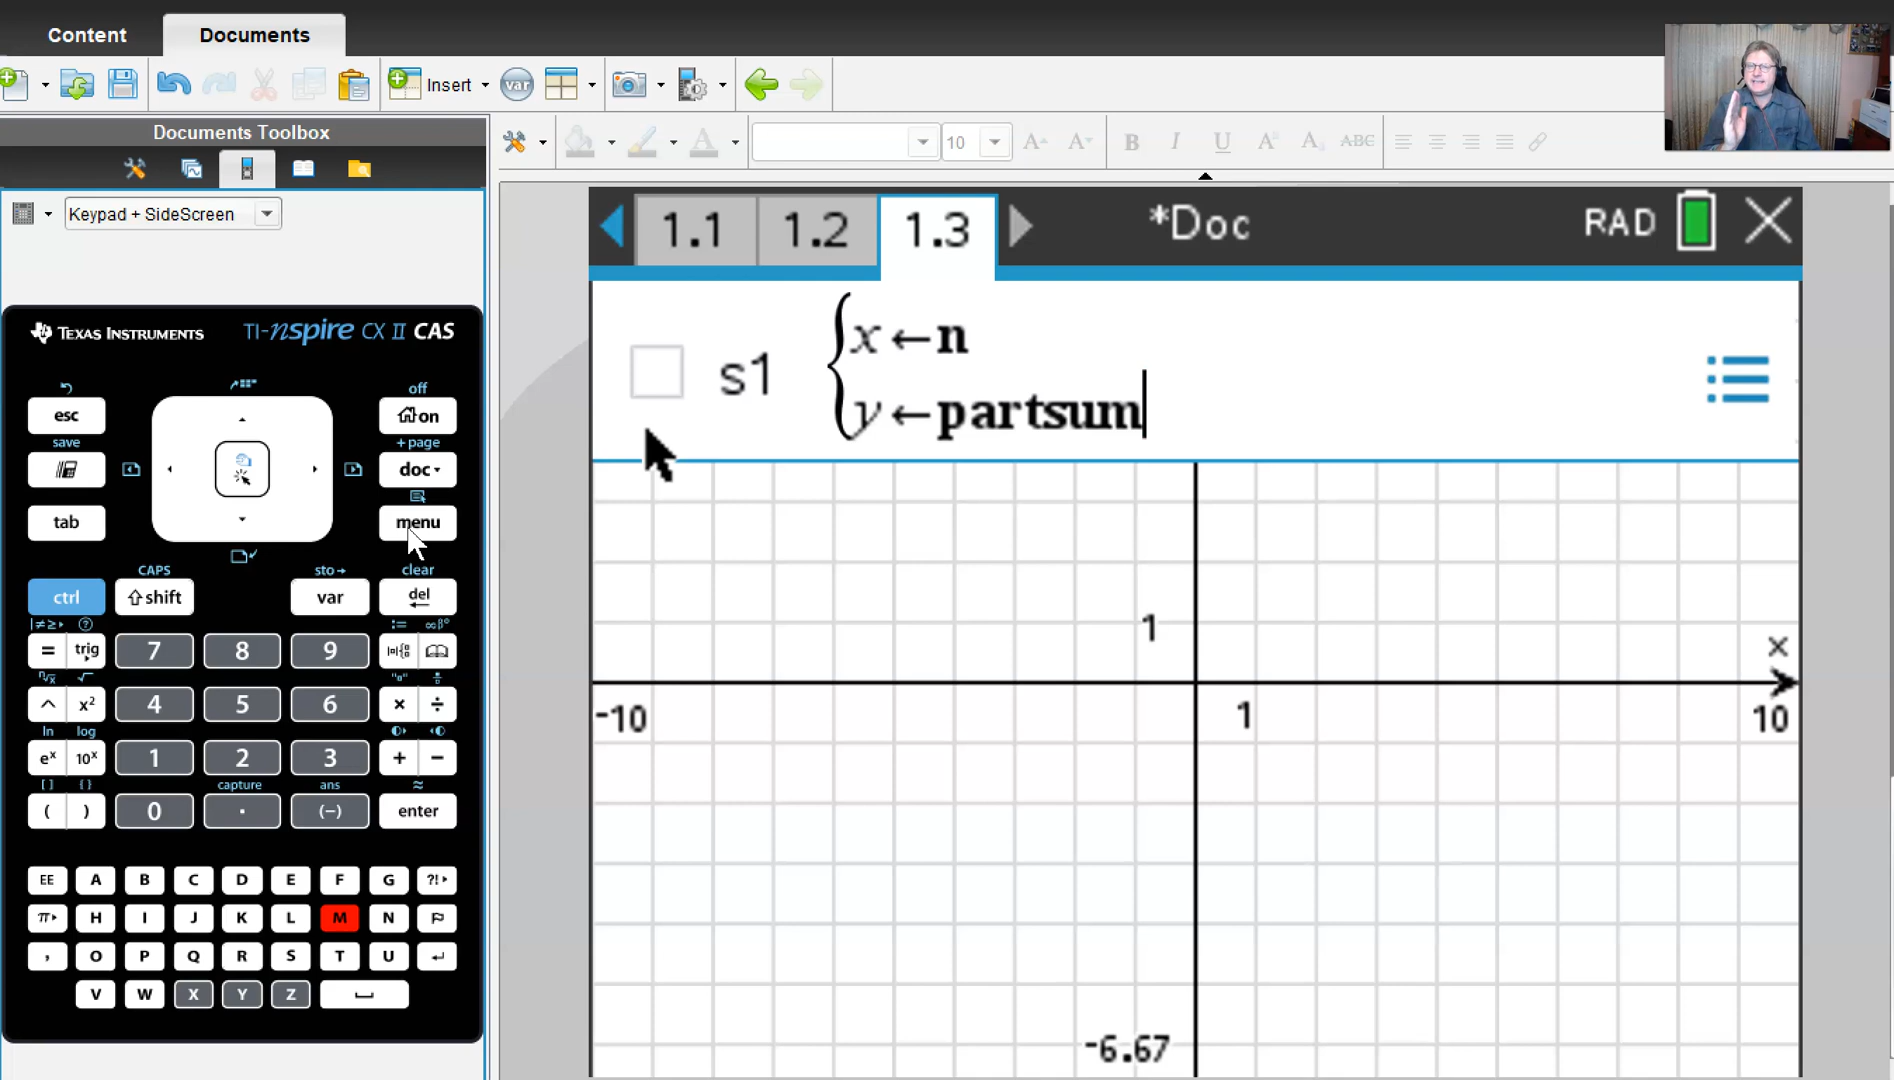 Content
Documents
Insert
var
Documents Toolbox
10
B I U A ABC
Keypad + SideScreen
1.1 1.2 1.3 *Doc RAD
s1
x←n
y←partsum
1
x
-10
1
10
-6.67
TEXAS INSTRUMENTS TI-nspire CX II CAS
off
esc on
save + page
doc
tab menu
CAPS sto→ clear
ctrl shift var del
|≠≥▸ ? := ∞β°
= trig 7 8 9
ⁿ√x √ "□"
^ x² 4 5 6 × ÷
ln log
eˣ 10ˣ 1 2 3 + −
[ ] { } capture ans ≈
( ) 0 . (−) enter
EE A B C D E F G ?!▸
π▸ H I J K L M N
, O P Q R S T U
V W X Y Z